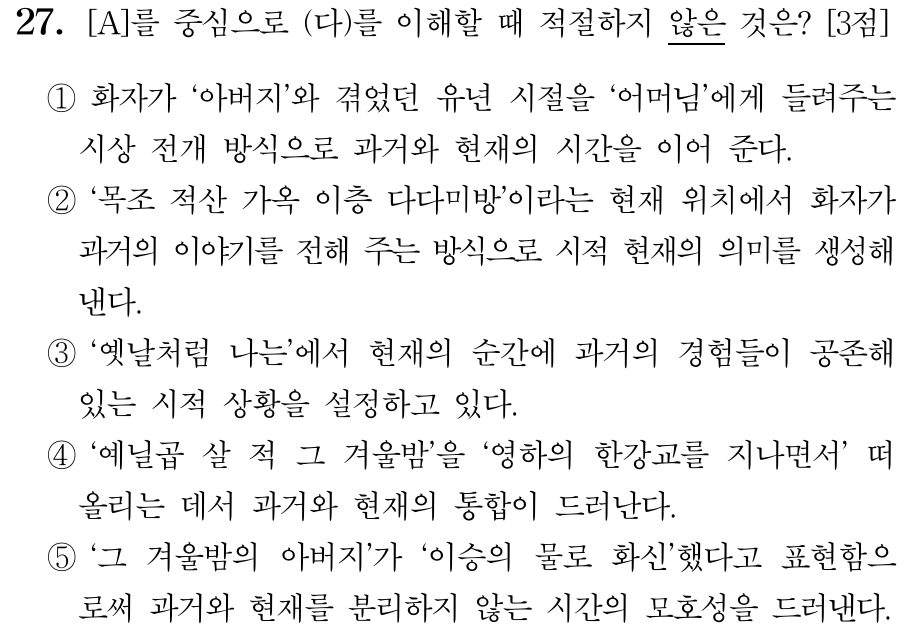 27. [A]를 중심으로 (다)를 이해할 때 적절하지 않은 것은? [3점]
① 화자가 ‘아버지’와 겪었던 유년 시절을 ‘어머님’에게 들려주는
시상 전개 방식으로 과거와 현재의 시간을 이어 준다.
② ‘목조 적산 가옥 이층 다다미방’이라는 현재 위치에서 화자가
과거의 이야기를 전해 주는 방식으로 시적 현재의 의미를 생성해
낸다.
③ ‘옛날처럼 나는’에서 현재의 순간에 과거의 경험들이 공존해
있는 시적 상황을 설정하고 있다.
④ ‘예닐곱 살 적 그 겨울밤’을 ‘영하의 한강교를 지나면서’ 떠
올리는 데서 과거와 현재의 통합이 드러난다.
⑤ ‘그 겨울밤의 아버지’가 ‘이승의 물로 화신’했다고 표현함으
로써 과거와 현재를 분리하지 않는 시간의 모호성을 드러낸다.